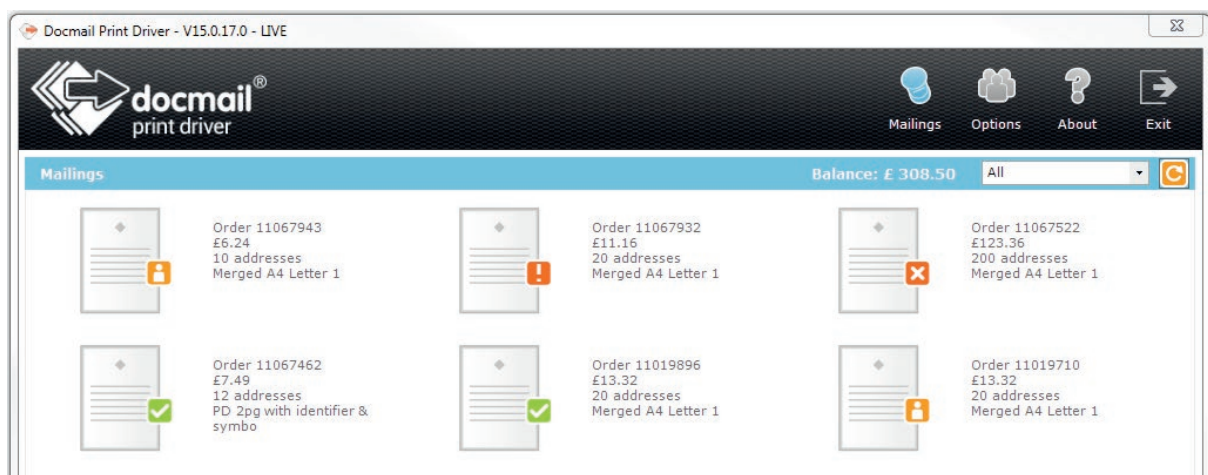 Docmail Print Driver - V15.0.17.0 - LIVE
docmail®
print driver
Mailings
Options
About
Exit
Mailings
Balance: £ 308.50
All
Order 11067943
£6.24
10 addresses
Merged A4 Letter 1
Order 11067932
£11.16
20 addresses
Merged A4 Letter 1
Order 11067522
£123.36
200 addresses
Merged A4 Letter 1
Order 11067462
£7.49
12 addresses
PD 2pg with identifier &
symbo
Order 11019896
£13.32
20 addresses
Merged A4 Letter 1
Order 11019710
£13.32
20 addresses
Merged A4 Letter 1